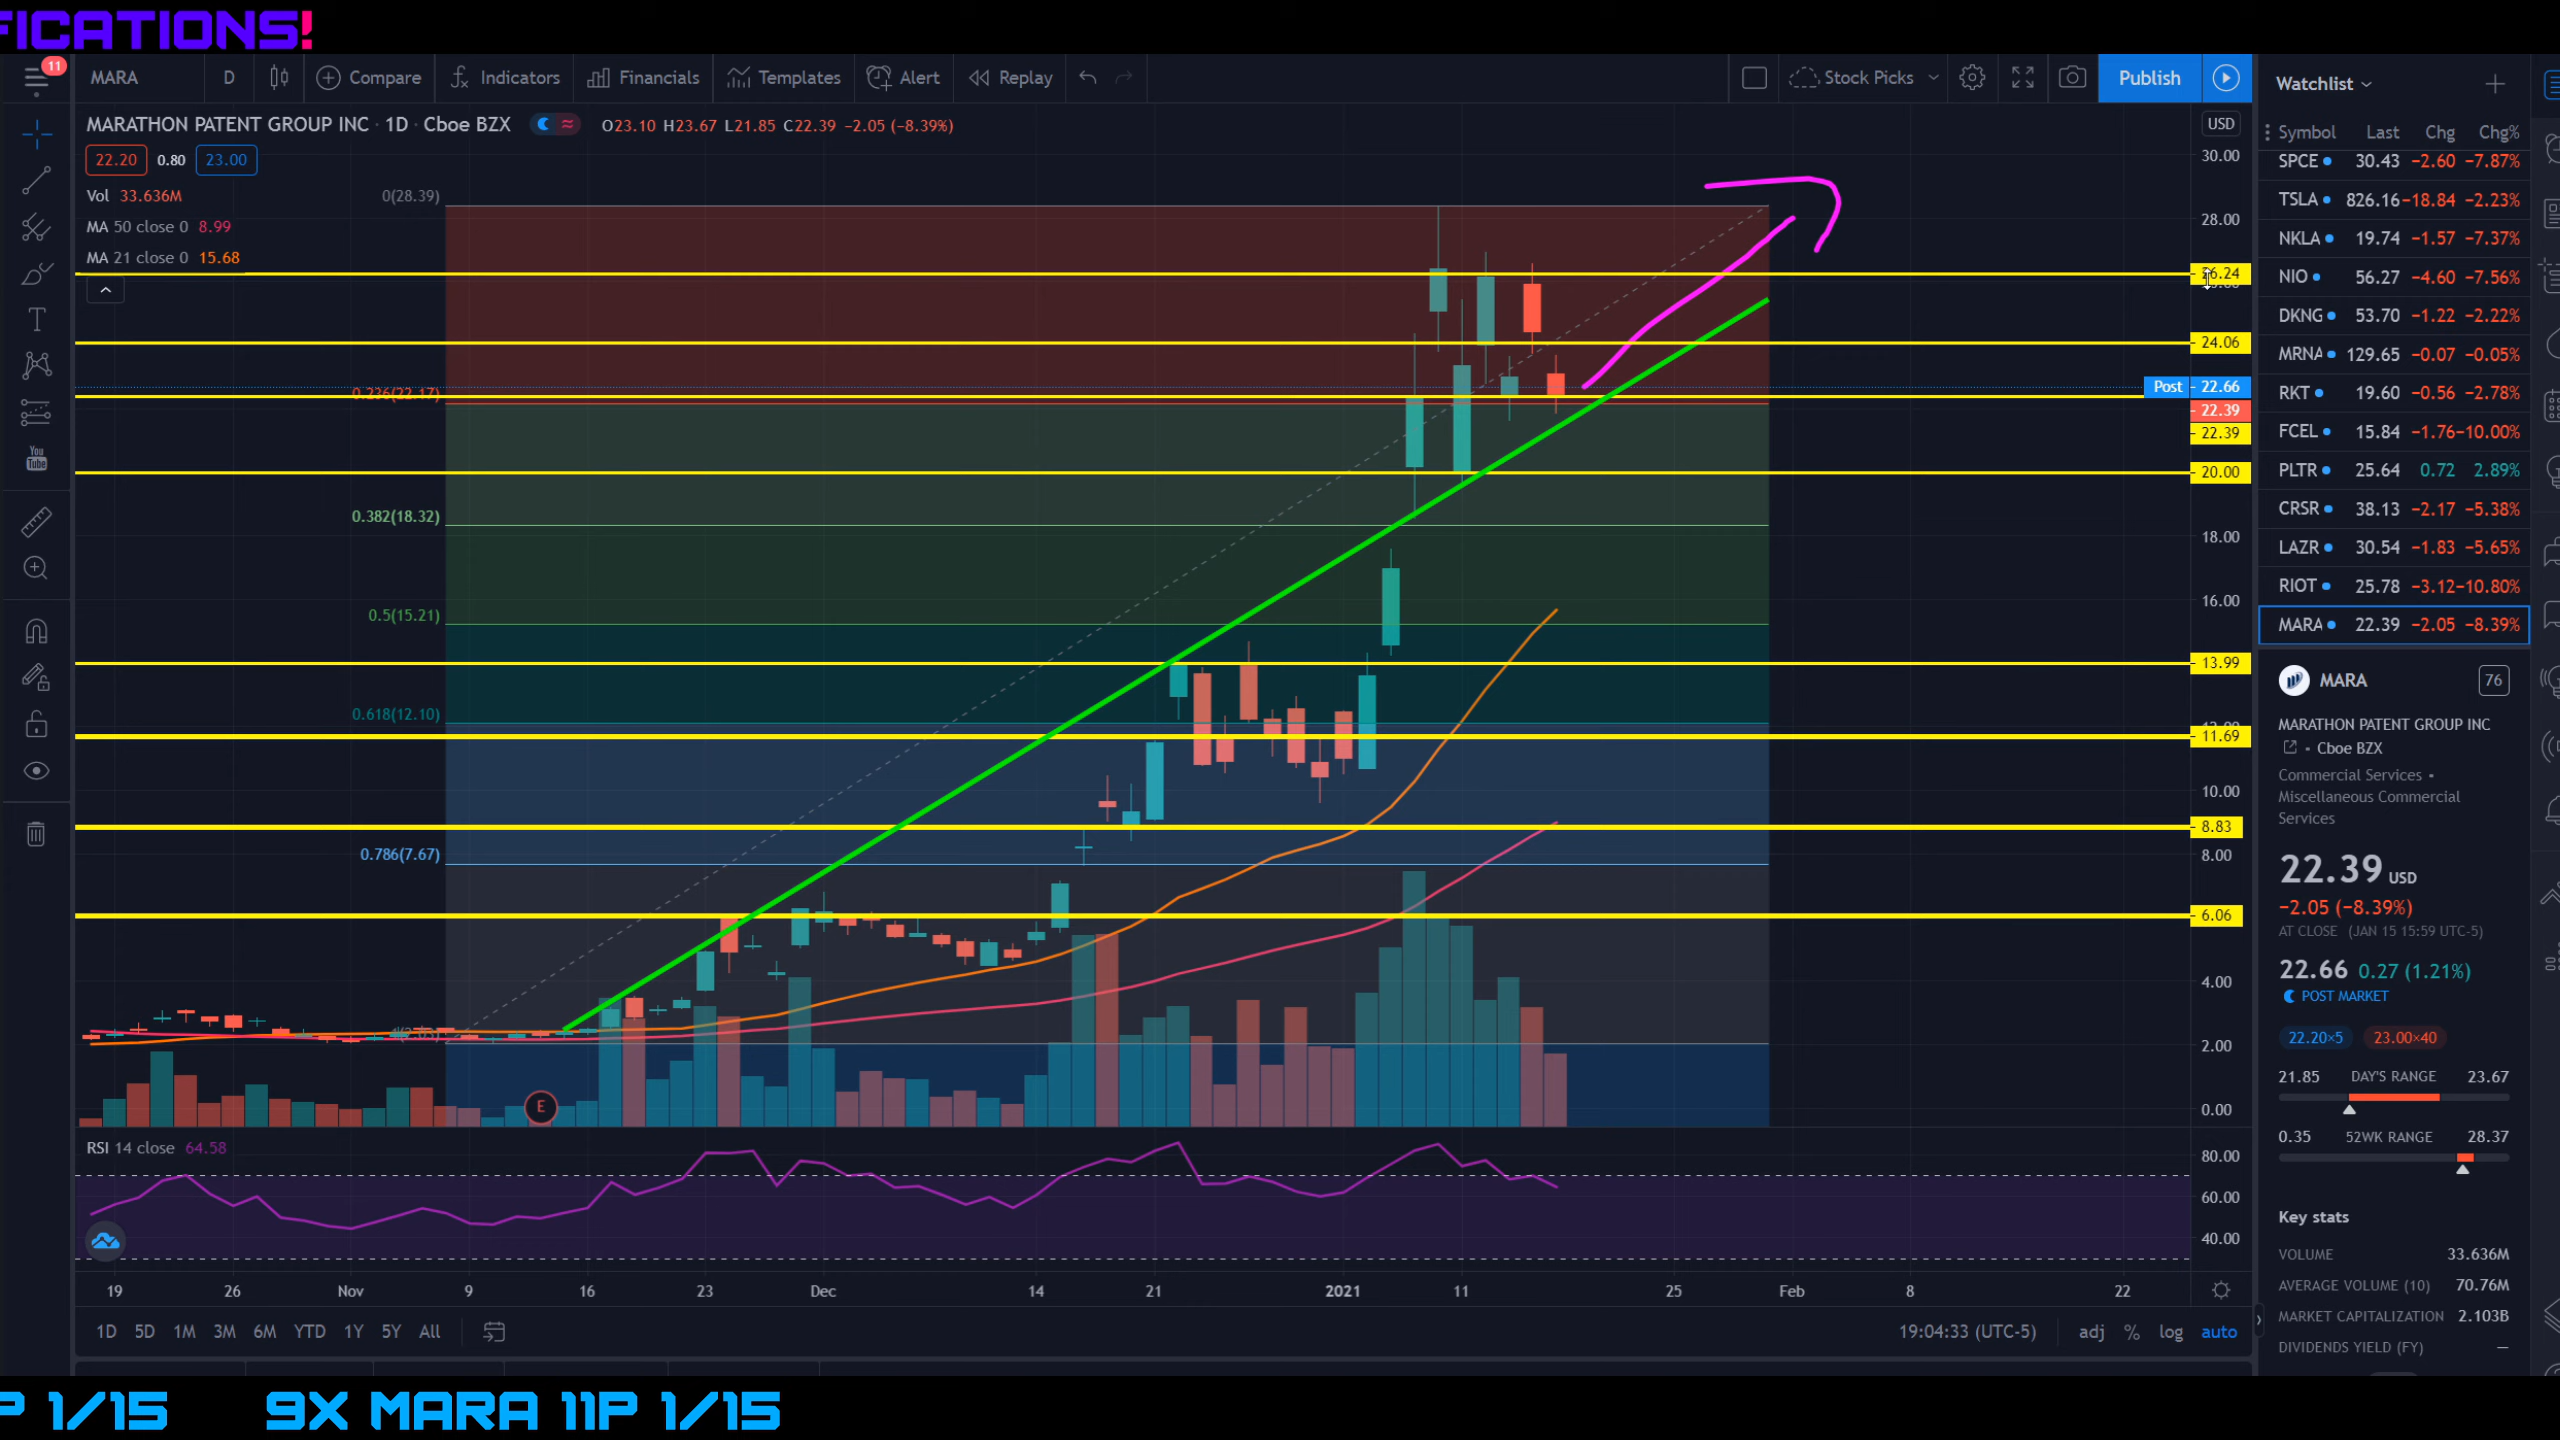 FICATIONS!
11
MARA D Compare Indicators Financials Templates Alert Replay Stock Picks Publish
MARATHON PATENT GROUP INC · 1D · Cboe BZX O23.10 H23.67 L21.85 C22.39 −2.05 (−8.39%)
22.20 0.80 23.00
Vol 33.636M
MA 50 close 0 8.99
MA 21 close 0 15.68
0(28.39)
0.236(22.17)
0.382(18.32)
0.5(15.21)
0.618(12.10)
0.786(7.67)
E
USD
30.00
28.00
26.24
24.06
Post 22.66
22.39
22.39
20.00
18.00
16.00
13.99
12.00
11.69
10.00
8.83
8.00
6.06
4.00
2.00
0.00
RSI 14 close 64.58
80.00
60.00
40.00
19 26 Nov 9 16 23 Dec 14 21 2021 11 25 Feb 8 22
1D 5D 1M 3M 6M YTD 1Y 5Y All 19:04:33 (UTC-5) adj % log auto
You
Tube
Watchlist
Symbol Last Chg Chg%
SPCE 30.43 −2.60 −7.87%
TSLA 826.16 −18.84 −2.23%
NKLA 19.74 −1.57 −7.37%
NIO 56.27 −4.60 −7.56%
DKNG 53.70 −1.22 −2.22%
MRNA 129.65 −0.07 −0.05%
RKT 19.60 −0.56 −2.78%
FCEL 15.84 −1.76 −10.00%
PLTR 25.64 0.72 2.89%
CRSR 38.13 −2.17 −5.38%
LAZR 30.54 −1.83 −5.65%
RIOT 25.78 −3.12 −10.80%
MARA 22.39 −2.05 −8.39%
MARA 76
MARATHON PATENT GROUP INC
• Cboe BZX
Commercial Services •
Miscellaneous Commercial
Services
22.39 USD
−2.05 (−8.39%)
AT CLOSE (JAN 15 15:59 UTC-5)
22.66 0.27 (1.21%)
POST MARKET
22.20×5 23.00×40
21.85 DAY'S RANGE 23.67
0.35 52WK RANGE 28.37
Key stats
VOLUME 33.636M
AVERAGE VOLUME (10) 70.76M
MARKET CAPITALIZATION 2.103B
DIVIDENDS YIELD (FY) —
P 1/15 9X MARA 11P 1/15